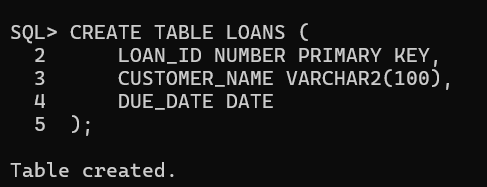 SQL> CREATE TABLE LOANS (
  2      LOAN_ID NUMBER PRIMARY KEY,
  3      CUSTOMER_NAME VARCHAR2(100),
  4      DUE_DATE DATE
  5  );
Table created.